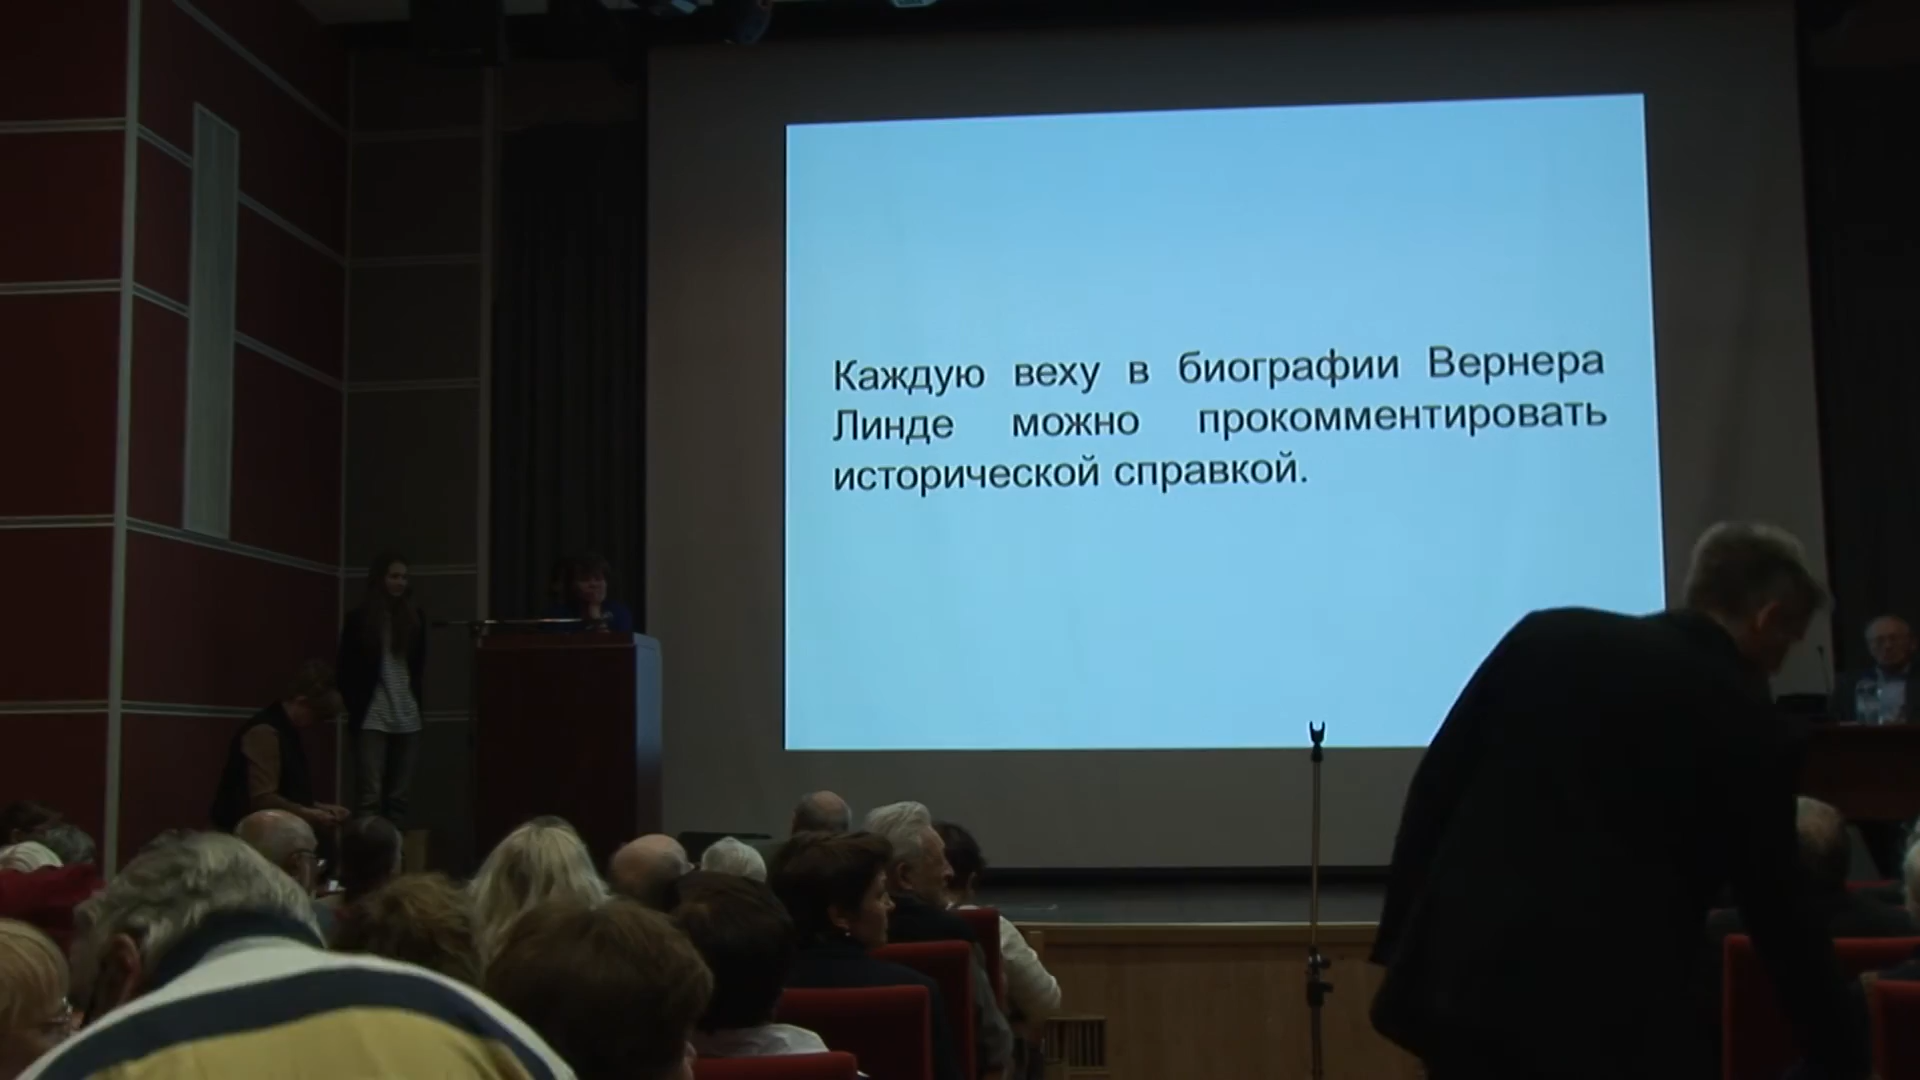 Каждую веху в биографии Вернера
Линде можно прокомментировать
исторической справкой.